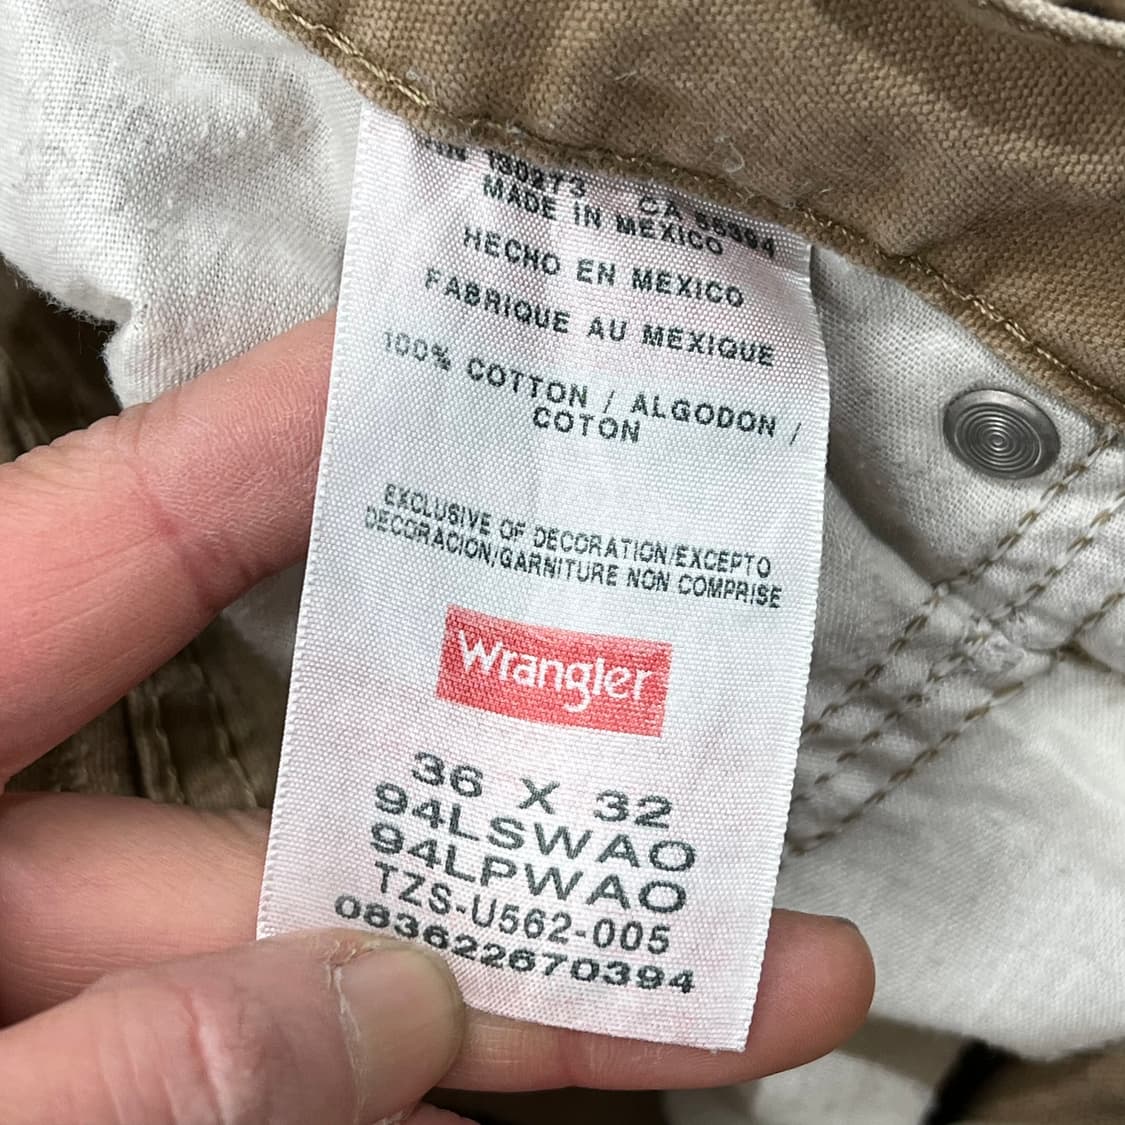 MADE IN MEXICO
HECHO EN MEXICO
FABRIQUE AU MEXIQUE
100% COTTON / ALGODON /
COTON
EXCLUSIVE OF DECORATION/EXCEPTO
DECORACION/GARNITURE NON COMPRISE
Wrangler
36 X 32
94LSWAO
94LPWAO
TZS-U562-005
083622670394